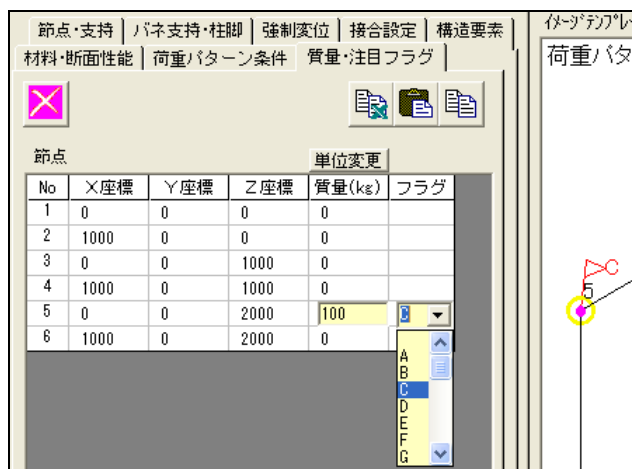 節点・支持 バネ支持・柱脚 強制変位 接合設定 構造要素
材料・断面性能 荷重パターン条件 質量・注目フラグ
節点 単位変更
No X座標 Y座標 Z座標 質量(kg) フラグ
1 0 0 0 0
2 1000 0 0 0
3 0 0 1000 0
4 1000 0 1000 0
5 0 0 2000 100 C
6 1000 0 2000 0
A
B
C
D
E
F
G
ｲﾒｰｼﾞﾃﾝﾌﾟﾚ
荷重パタ
C
5